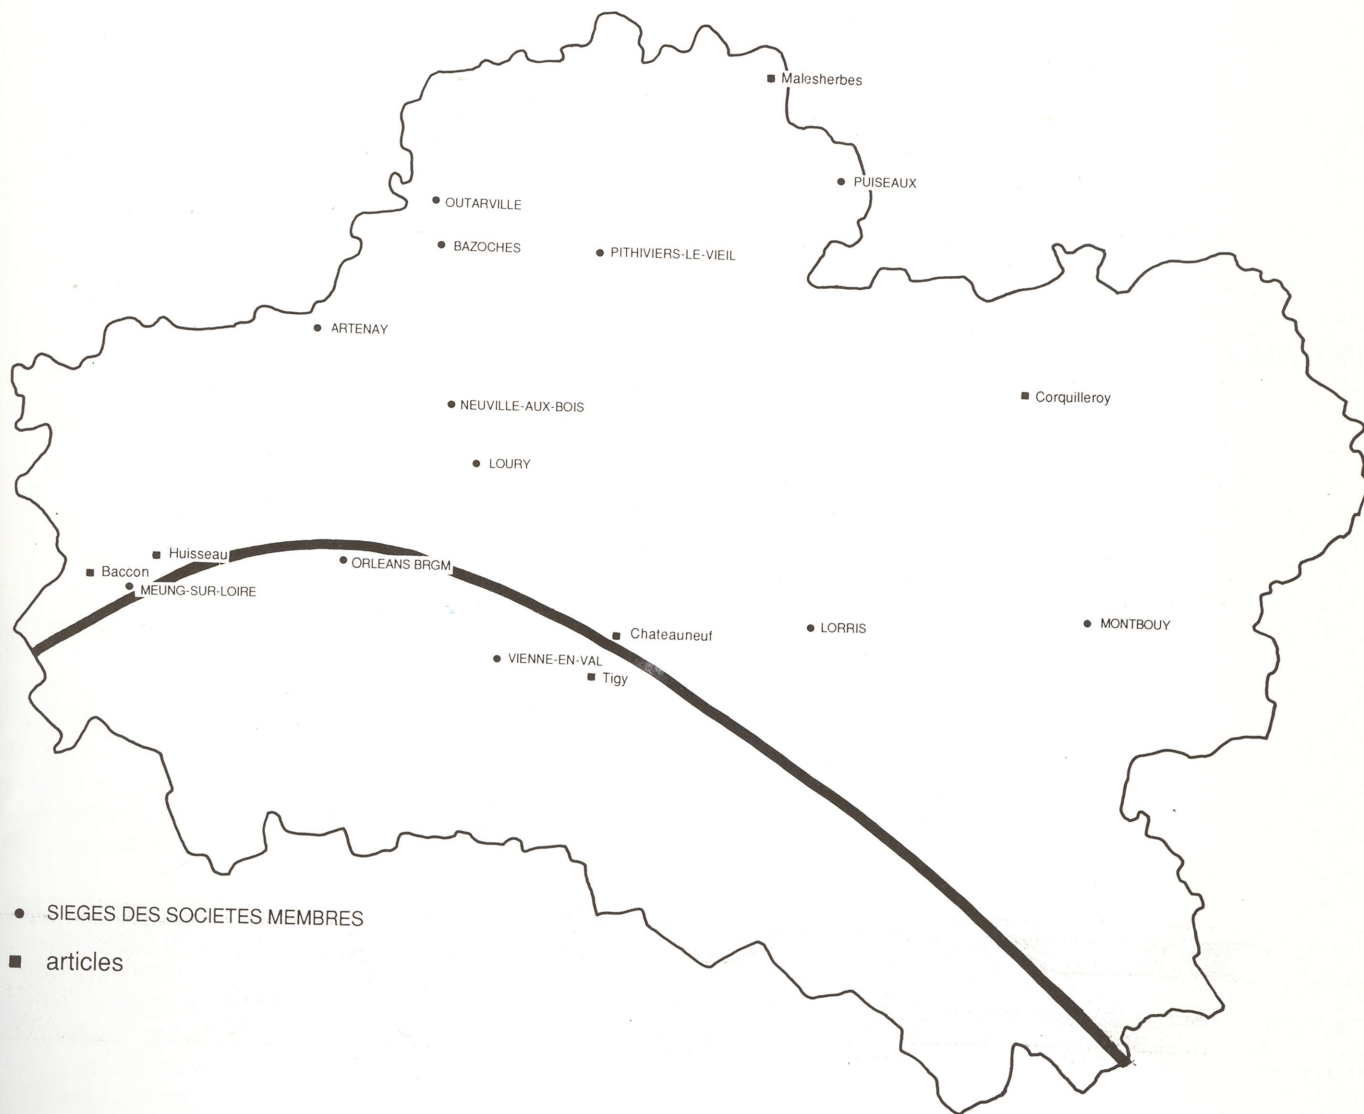 Malesherbes
PUISEAUX
OUTARVILLE
BAZOCHES
PITHIVIERS-LE-VIEIL
ARTENAY
Corquilleroy
NEUVILLE-AUX-BOIS
LOURY
Huisseau
ORLEANS BRGM
Baccon
MEUNG-SUR-LOIRE
Chateauneuf
LORRIS
MONTBOUY
VIENNE-EN-VAL
Tigy
SIEGES DES SOCIETES MEMBRES
articles